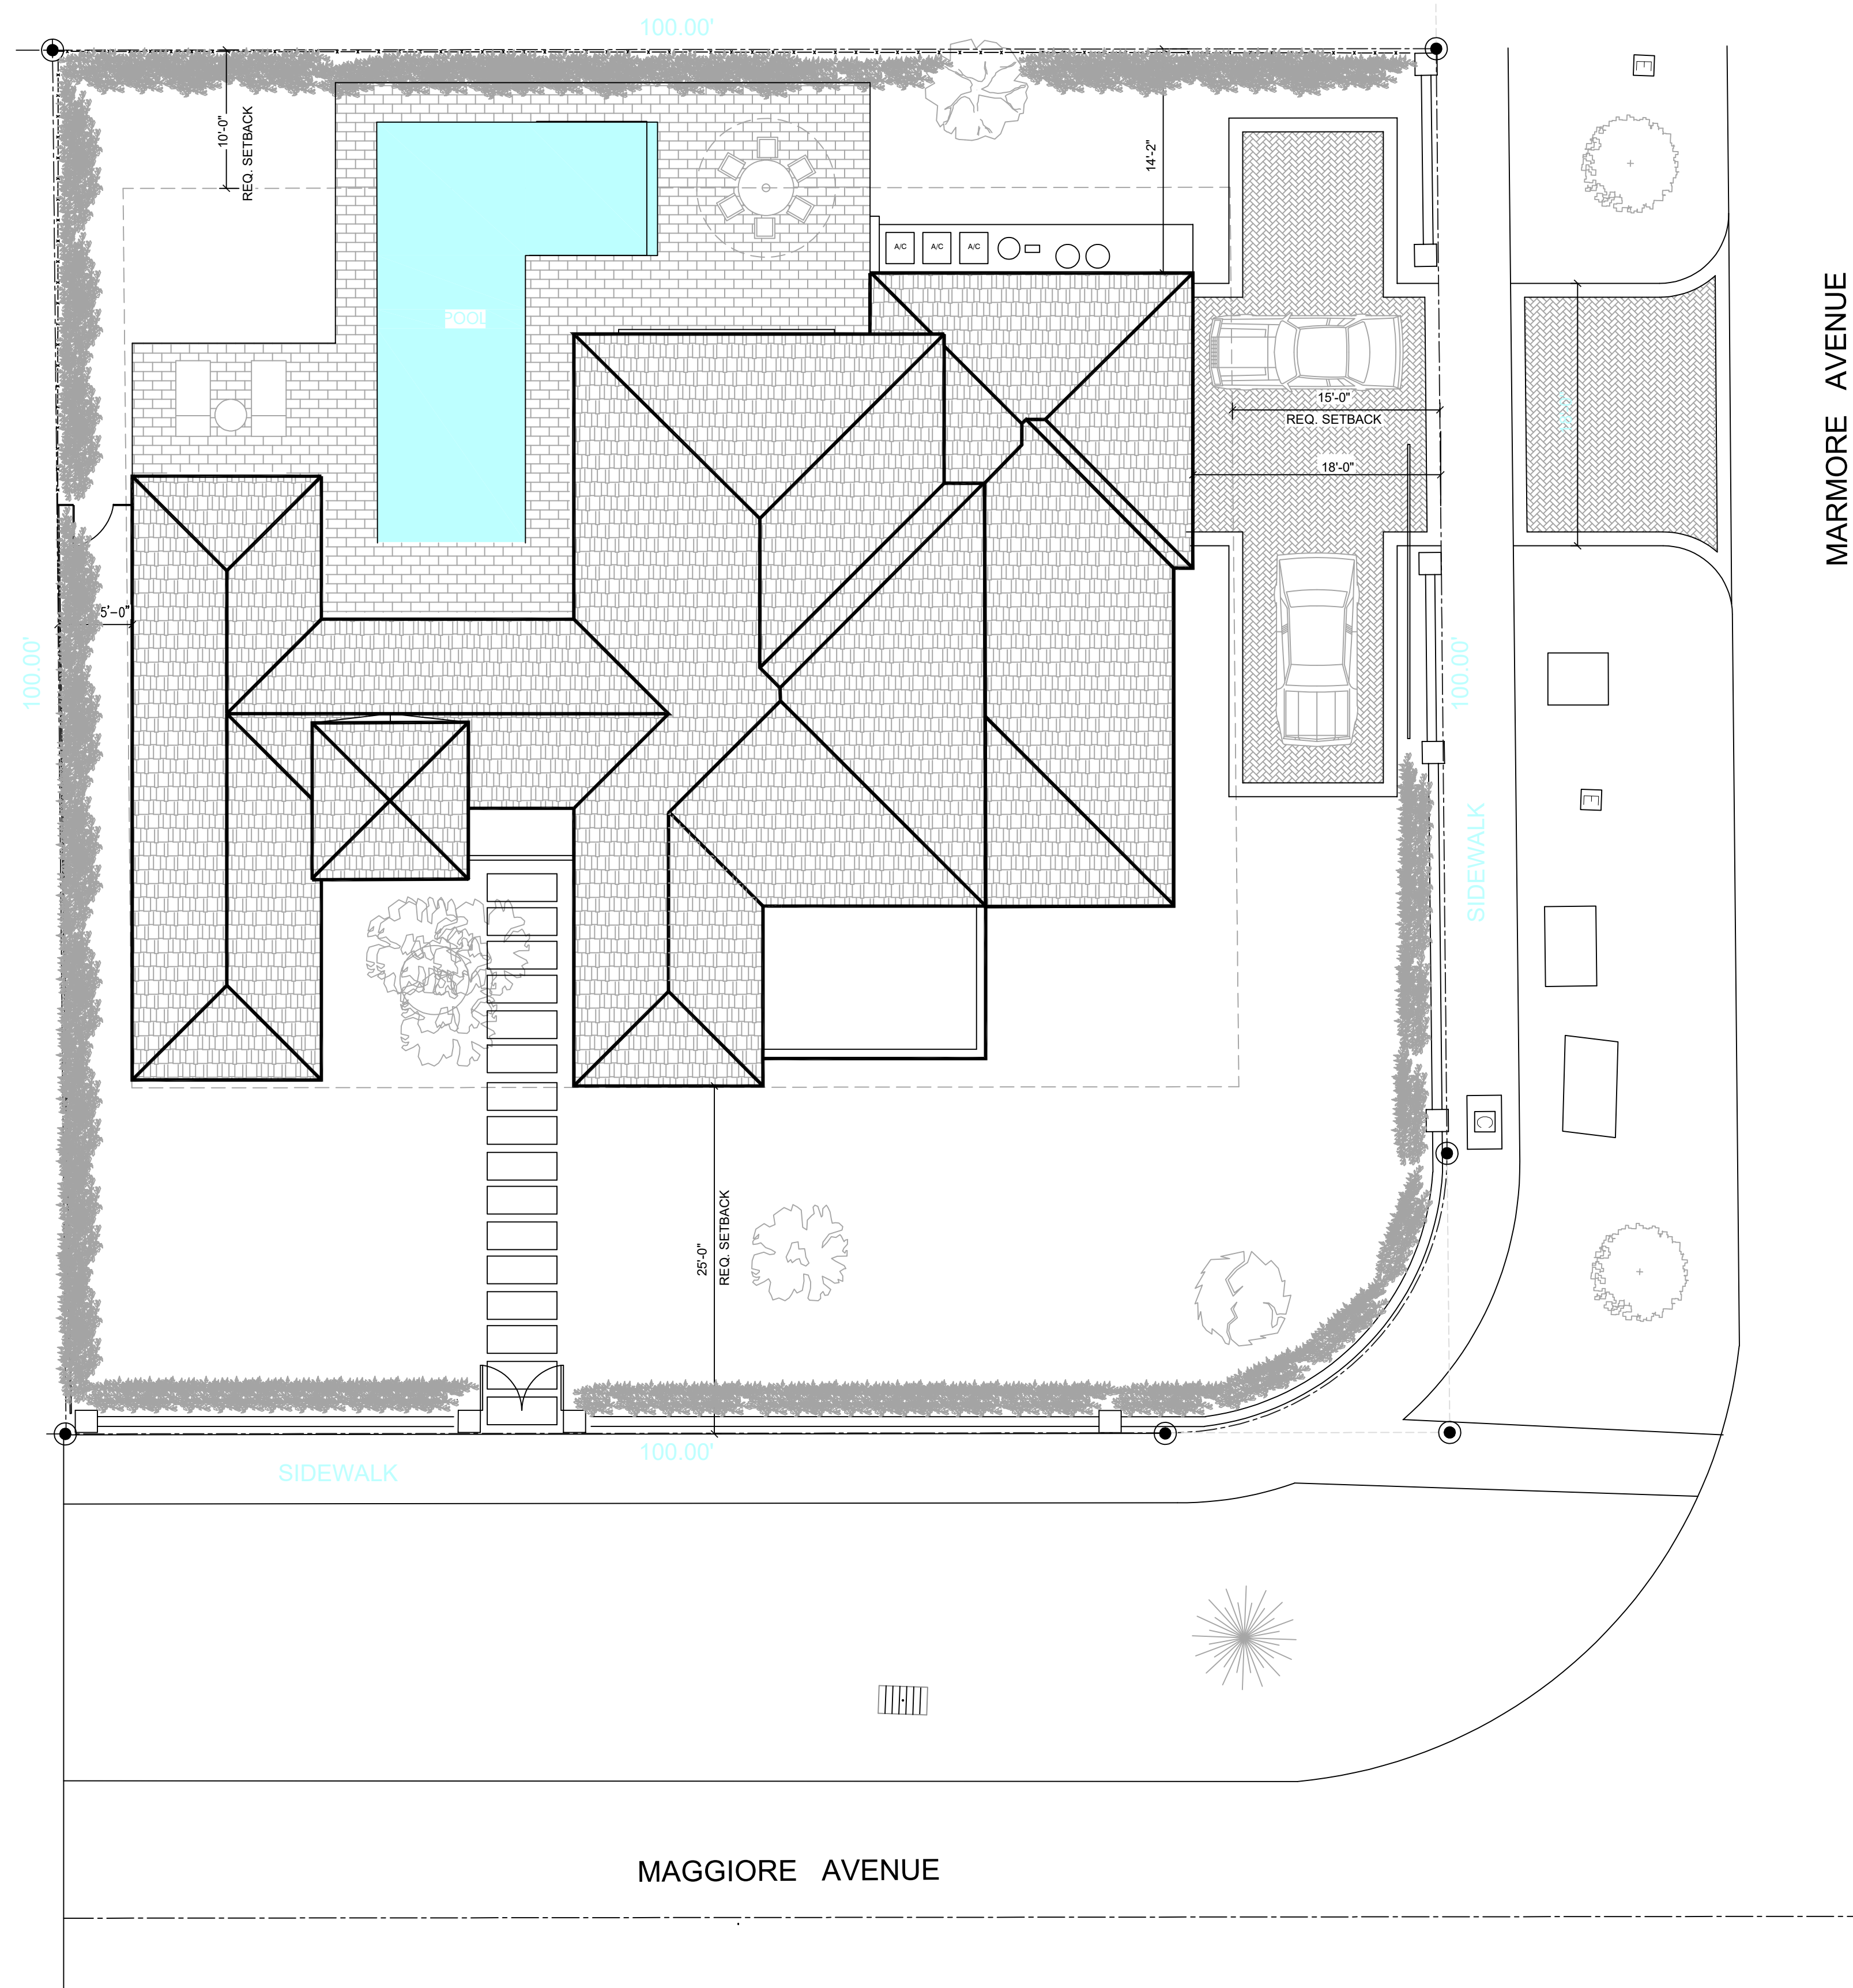 100.00'
E
10'-0"
REQ. SETBACK
14'-2"
A/C
A/C
A/C
POOL
MARMORE AVENUE
15'-0"
REQ. SETBACK
18'-0"
5'-0"
100.00'
100.00'
E
SIDEWALK
C
25'-0"
REQ. SETBACK
100.00'
SIDEWALK
MAGGIORE AVENUE